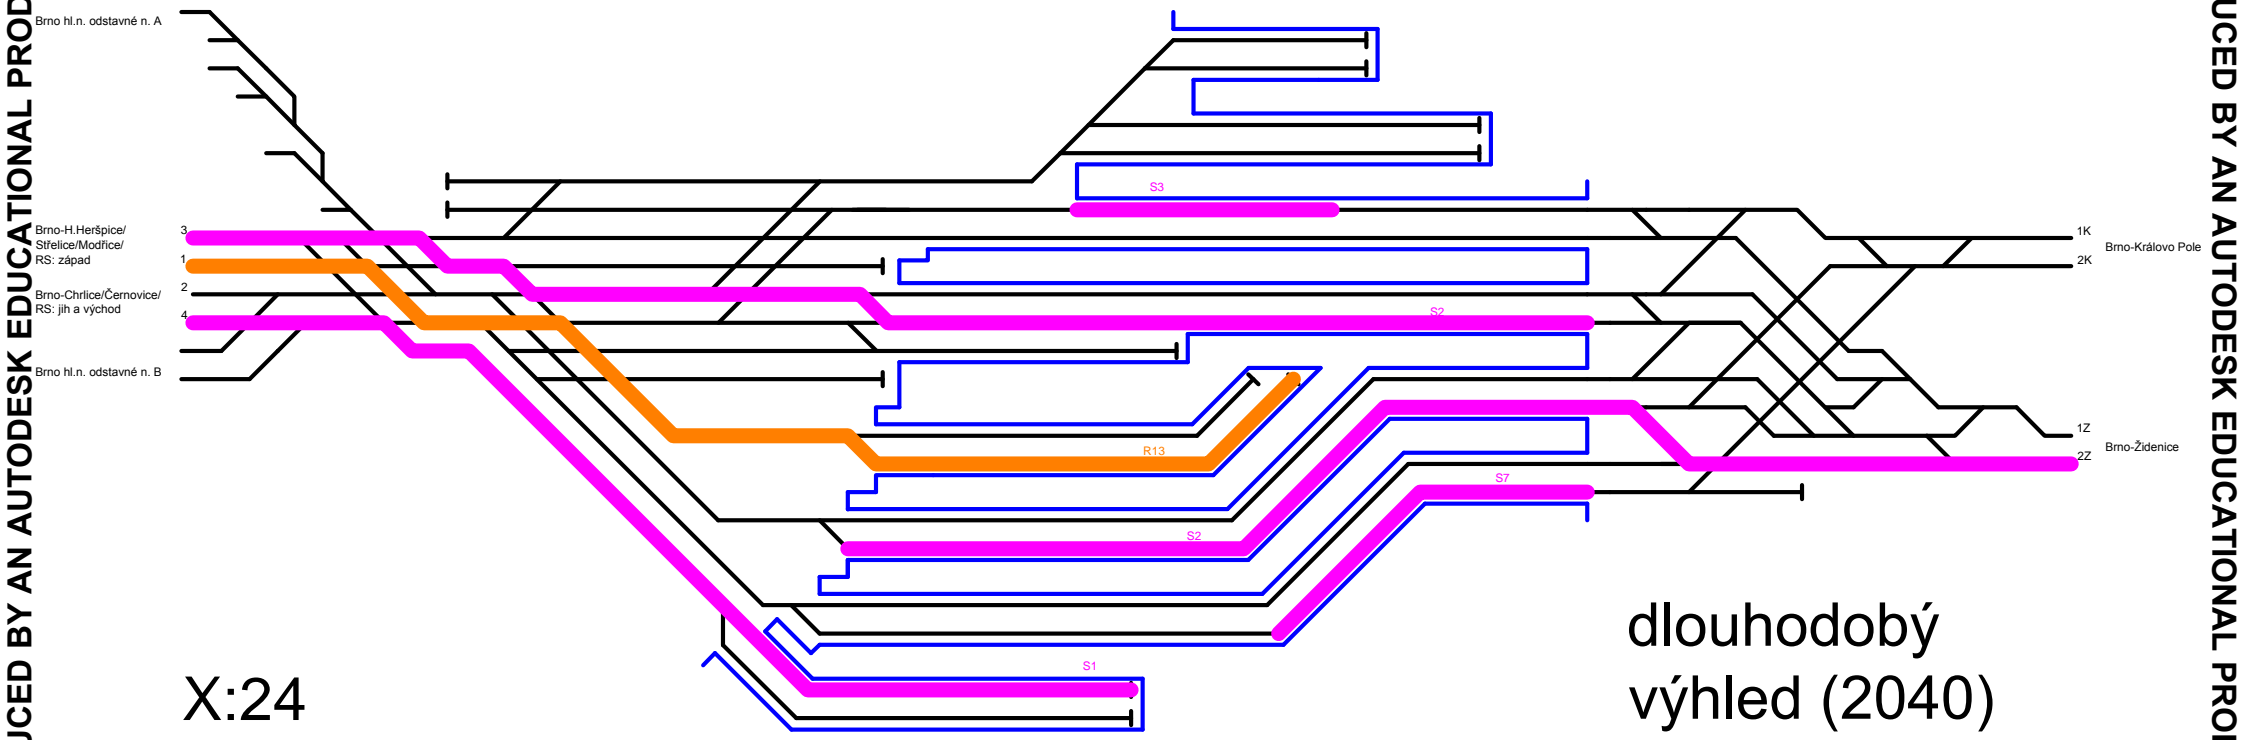 UCED BY AN AUTODESK EDUCATIONAL PROD
Brno hl.n. odstavné n. A
Brno-H.Heršpice/
Střelice/Modřice/
RS: západ
Brno-Chrlice/Černovice/
RS: jih a východ
Brno hl.n. odstavné n. B
3
1
2
4
S3
S2
R13
S7
S2
S1
1K
2K
Brno-Královo Pole
1Z
2Z
Brno-Židenice
X:24
dlouhodobý
výhled (2040)
UCED BY AN AUTODESK EDUCATIONAL PROD